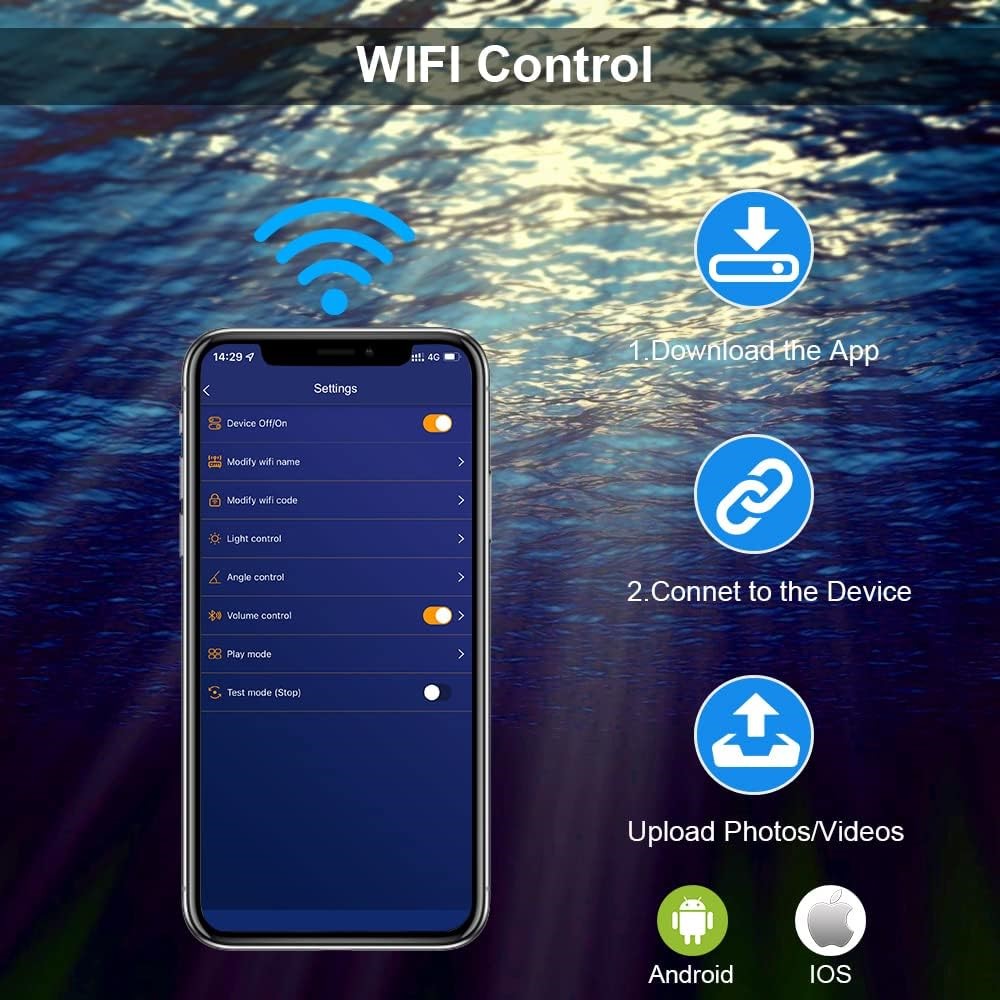 WIFI Control
14:29
4G
Settings
Device Off/On
Modify wifi name
Modify wifi code
Light control
Angle control
Volume control
Play mode
Test mode (Stop)
1.Download the App
2.Connet to the Device
Upload Photos/Videos
Android
IOS